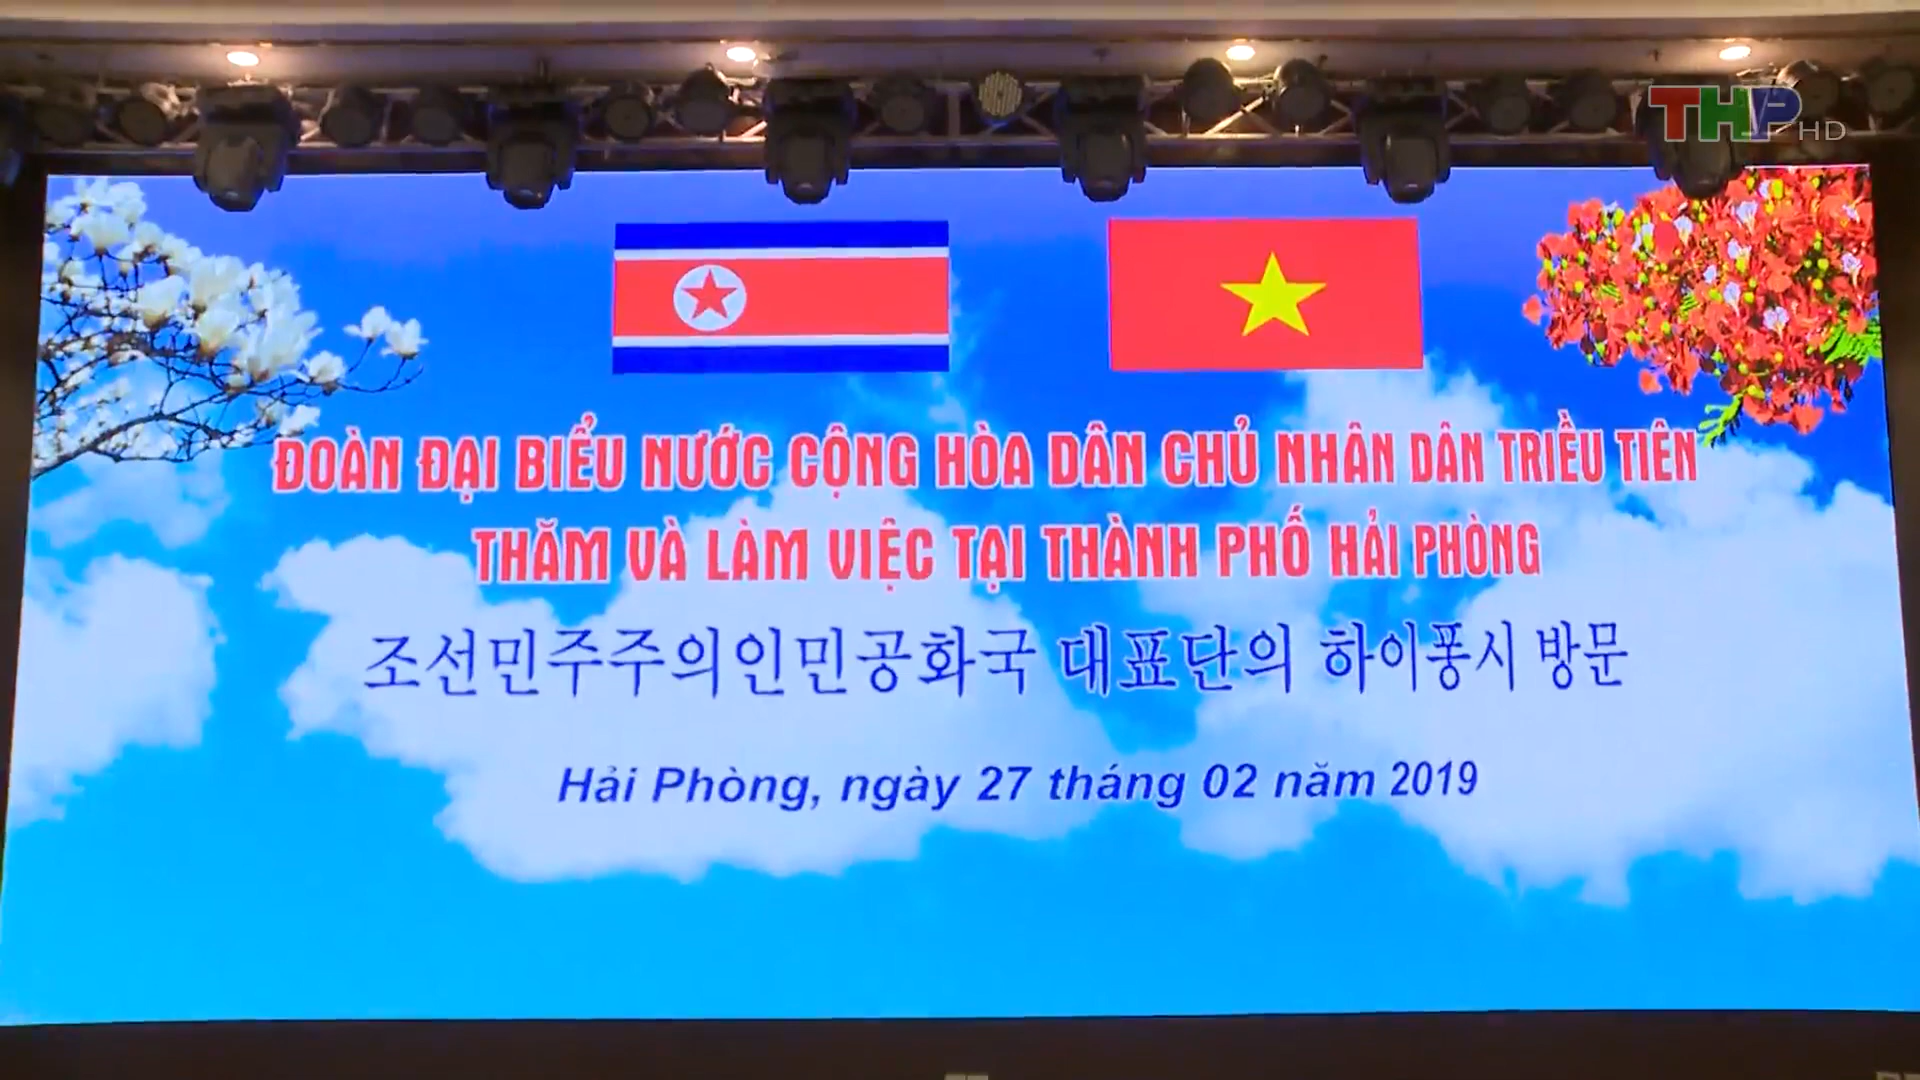 THP HD
ĐOÀN ĐẠI BIỂU NƯỚC CỘNG HÒA DÂN CHỦ NHÂN DÂN TRIỀU TIÊN
THĂM VÀ LÀM VIỆC TẠI THÀNH PHỐ HẢI PHÒNG
조선민주주의인민공화국 대표단의 하이퐁시 방문
Hải Phòng, ngày 27 tháng 02 năm 2019